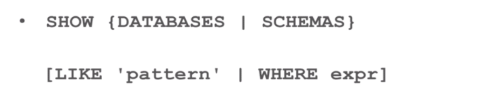 • SHOW {DATABASES | SCHEMAS}
[LIKE 'pattern' | WHERE expr]